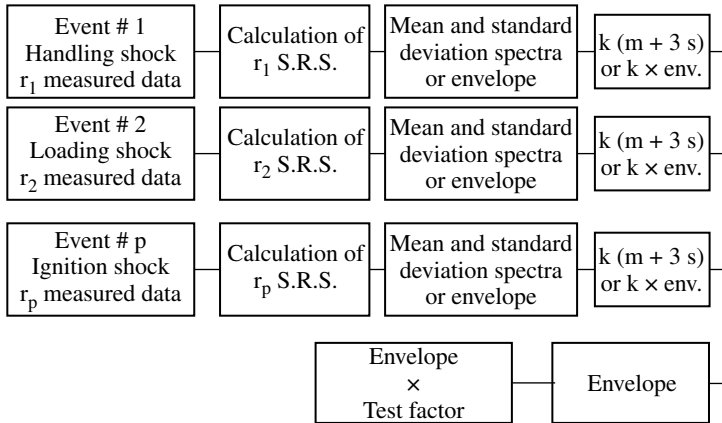 Event # 1
Handling shock
r1 measured data
Calculation of
r1 S.R.S.
Mean and standard
deviation spectra
or envelope
k (m + 3 s)
or k × env.
Event # 2
Loading shock
r2 measured data
Calculation of
r2 S.R.S.
Mean and standard
deviation spectra
or envelope
k (m + 3 s)
or k × env.
Event # p
Ignition shock
rp measured data
Calculation of
rp S.R.S.
Mean and standard
deviation spectra
or envelope
k (m + 3 s)
or k × env.
Envelope
×
Test factor
Envelope